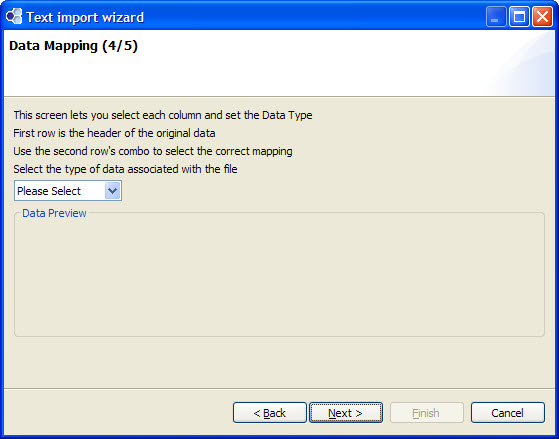 Text import wizard
Data Mapping (4/5)
This screen lets you select each column and set the Data Type
First row is the header of the original data
Use the second row's combo to select the correct mapping
Select the type of data associated with the file
Please Select
Data Preview
< Back Next > Finish Cancel